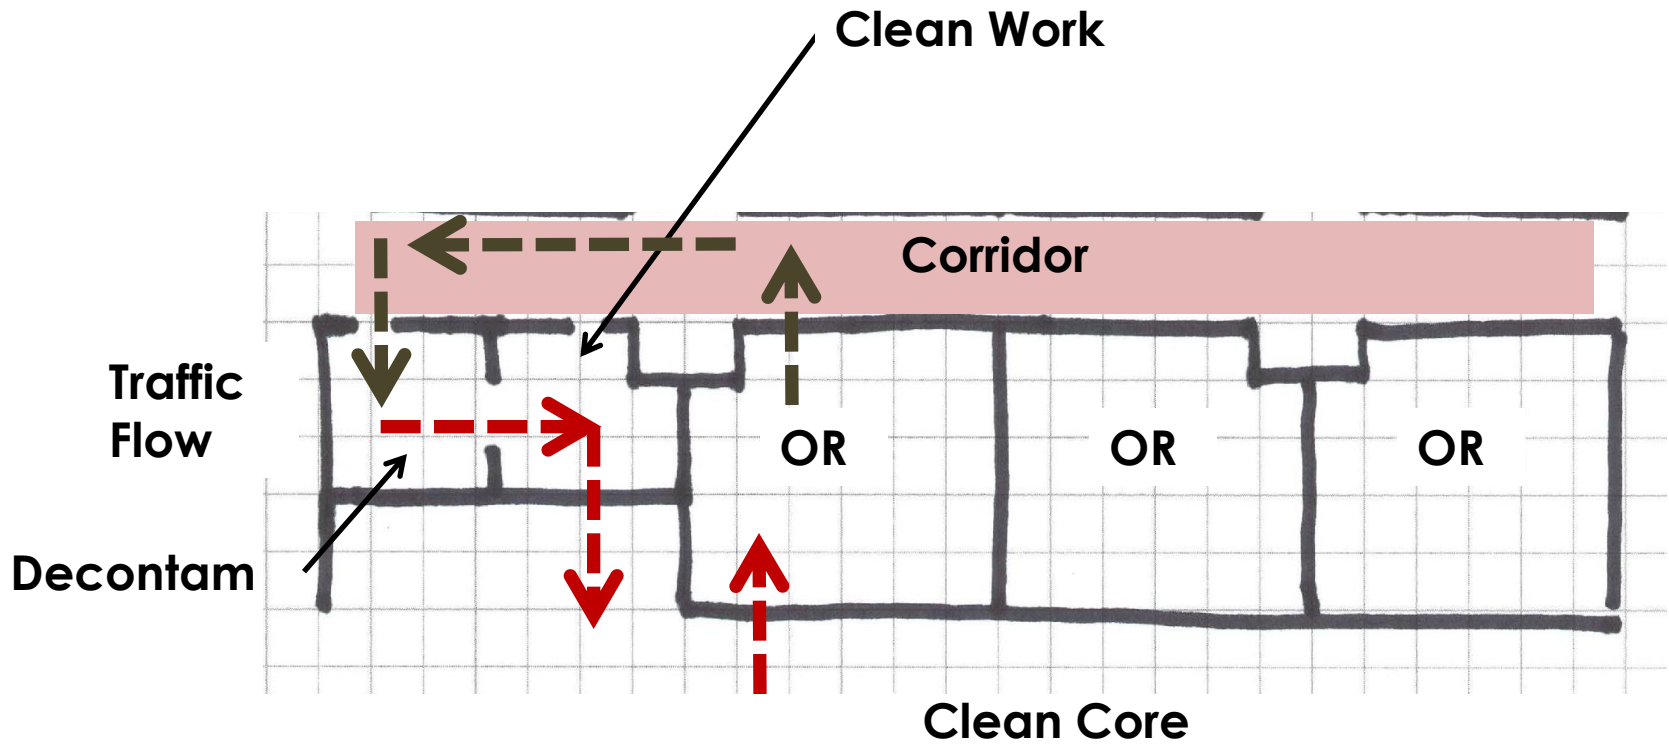 Clean Work
Corridor
Traffic
Flow
OR
OR
OR
Decontam
Clean Core